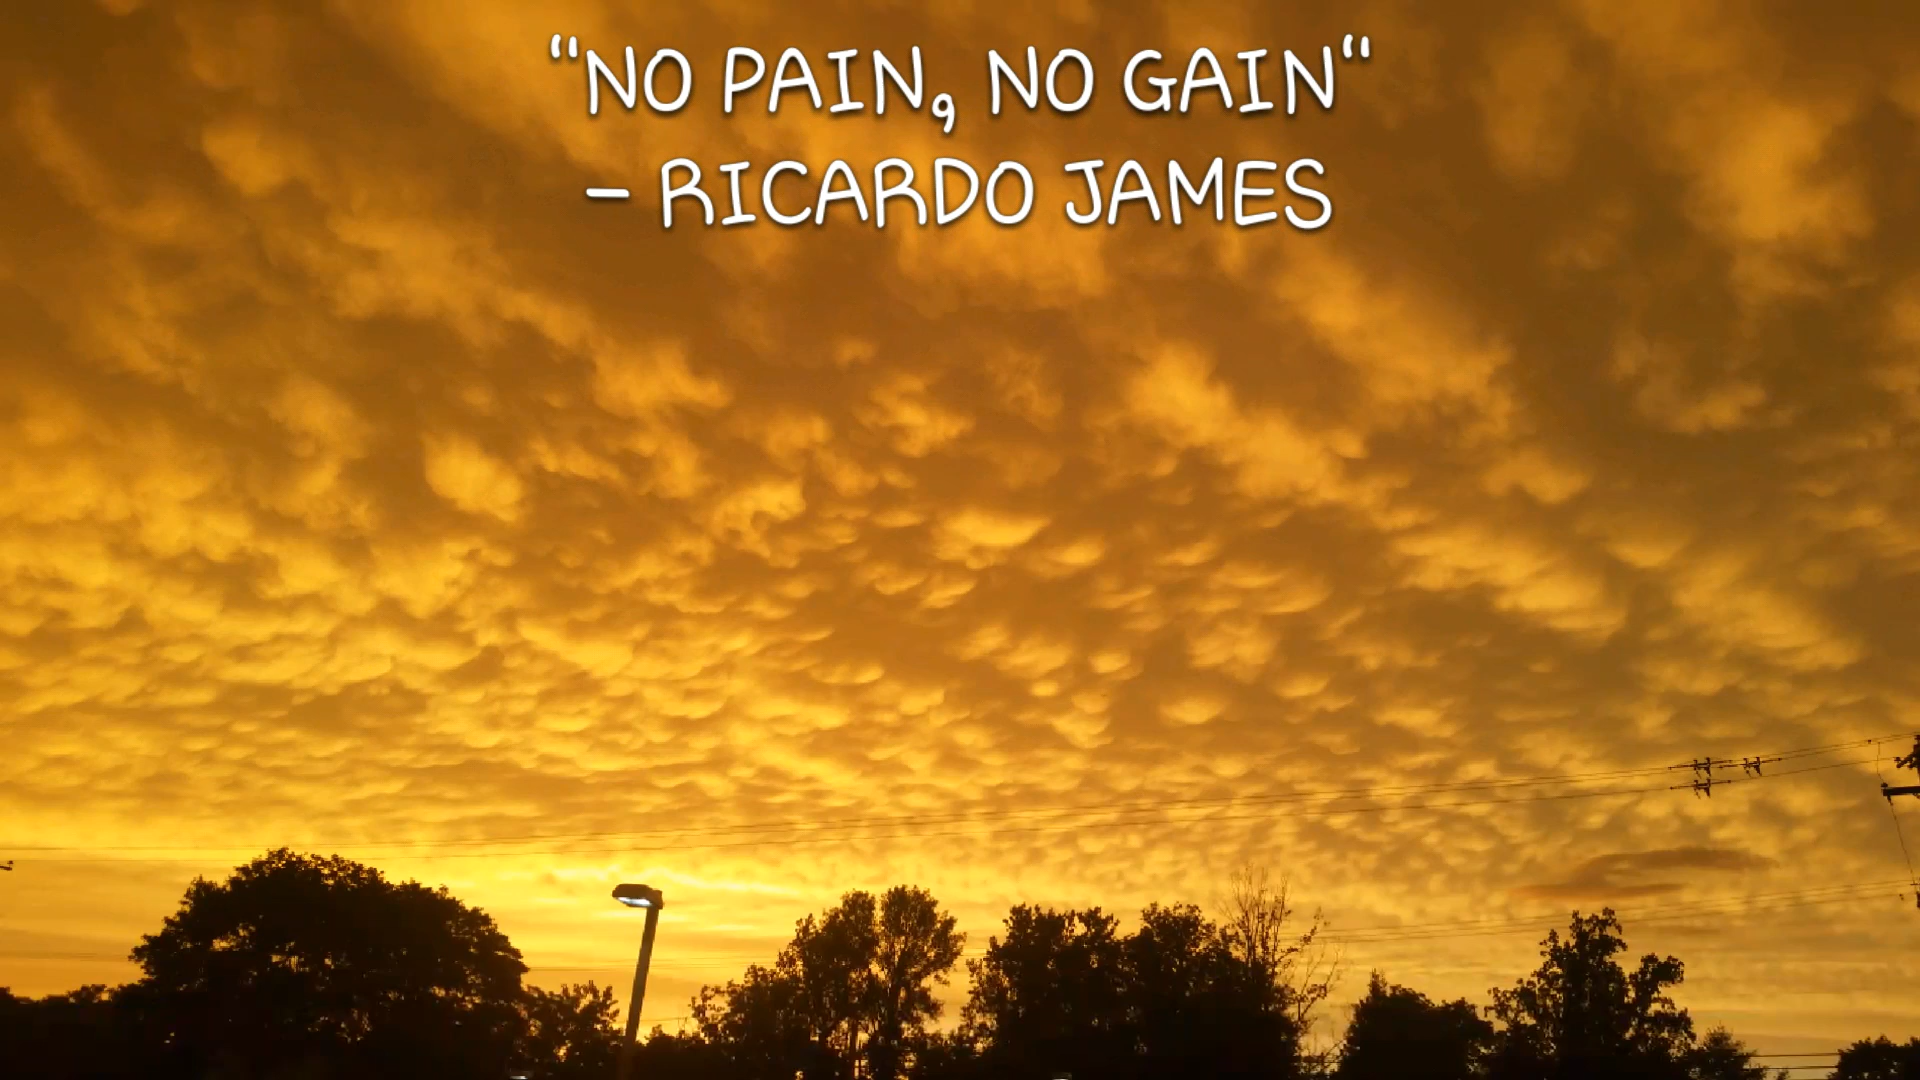 “NO PAIN, NO GAIN“
– RICARDO JAMES